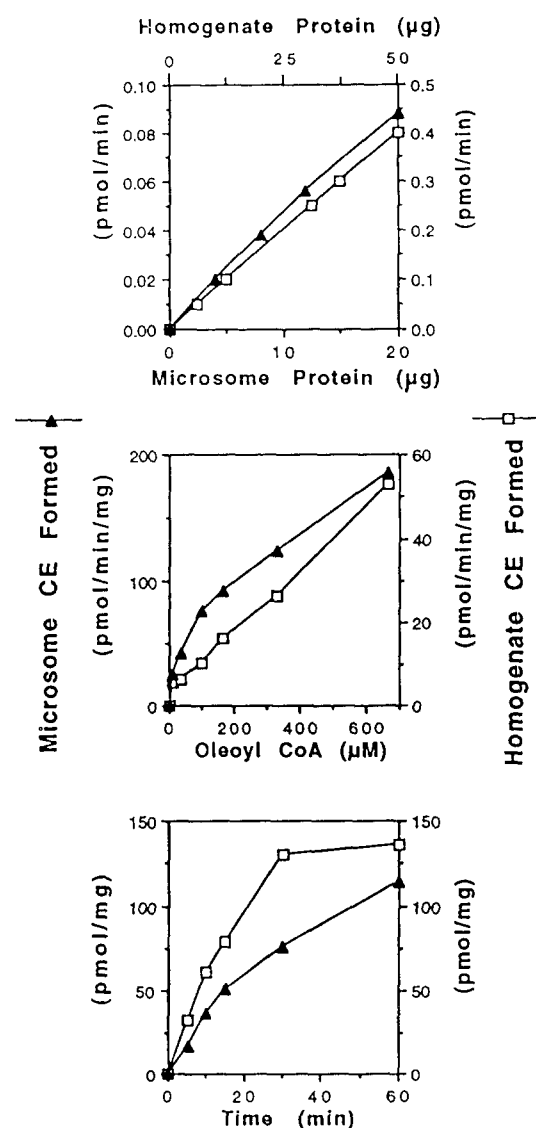 Homogenate Protein (µg)
0 25 50
0.10 0.5
0.08 0.4
0.06 0.3
0.04 0.2
0.02 0.1
0.00 0.0
(pmol/min)
(pmol/min)
0 10 20
Microsome Protein (µg)
Microsome CE Formed
Homogenate CE Formed
200 60
40
100
20
0 0
(pmol/min/mg)
(pmol/min/mg)
0 200 400 600
Oleoyl CoA (µM)
150 150
100 100
50 50
0 0
(pmol/mg)
(pmol/mg)
0 20 40 60
Time (min)